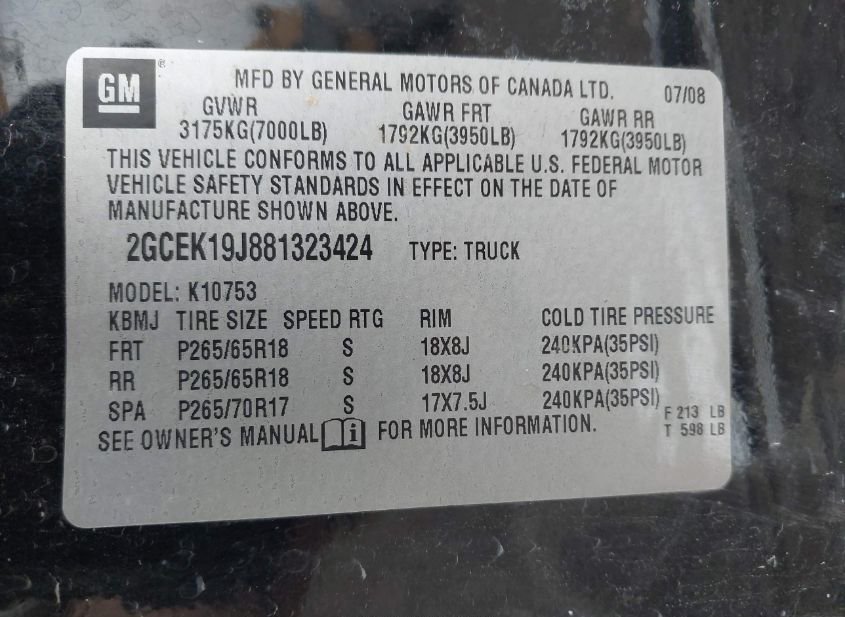 GM ®
MFD BY GENERAL MOTORS OF CANADA LTD. 07/08
GVWR GAWR FRT GAWR RR
3175KG(7000LB) 1792KG(3950LB) 1792KG(3950LB)
THIS VEHICLE CONFORMS TO ALL APPLICABLE U.S. FEDERAL MOTOR
VEHICLE SAFETY STANDARDS IN EFFECT ON THE DATE OF
MANUFACTURE SHOWN ABOVE.
2GCEK19J881323424 TYPE: TRUCK
MODEL: K10753
KBMJ TIRE SIZE SPEED RTG RIM COLD TIRE PRESSURE
FRT P265/65R18 S 18X8J 240KPA(35PSI)
RR P265/65R18 S 18X8J 240KPA(35PSI)
SPA P265/70R17 S 17X7.5J 240KPA(35PSI)
SEE OWNER'S MANUAL i FOR MORE INFORMATION.
F 213 LB
T 598 LB